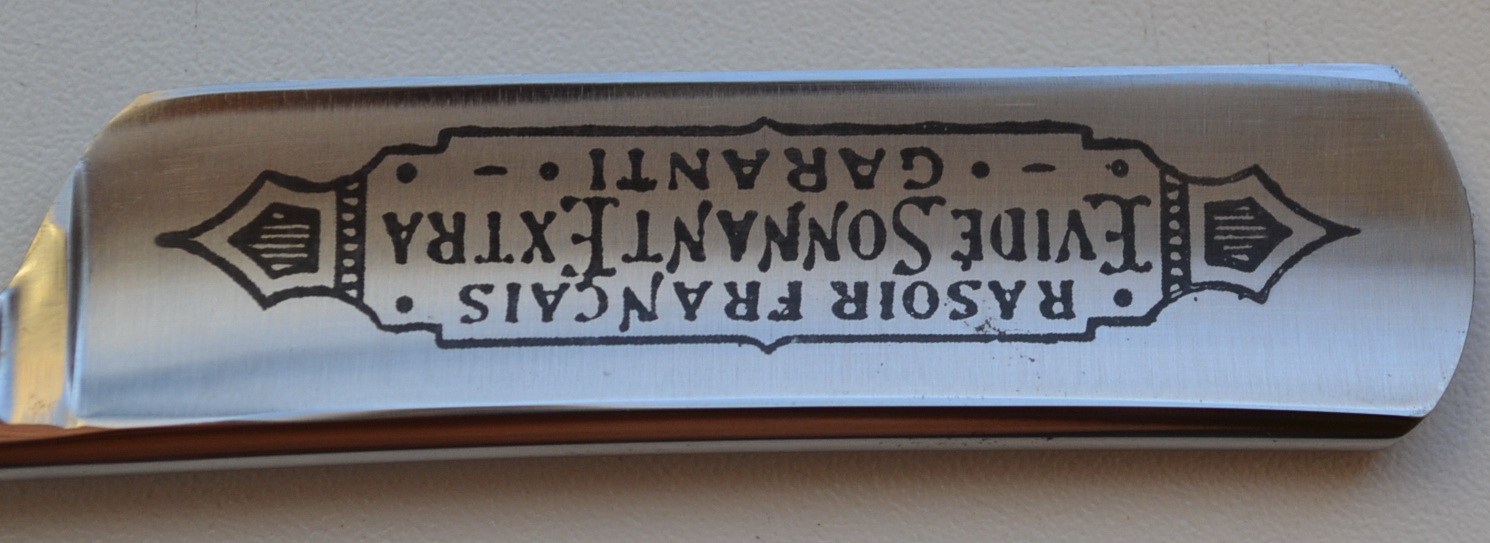 RASOIR FRANÇAIS
EVIDÉ SONNANT EXTRA
• – • GARANTI • – •